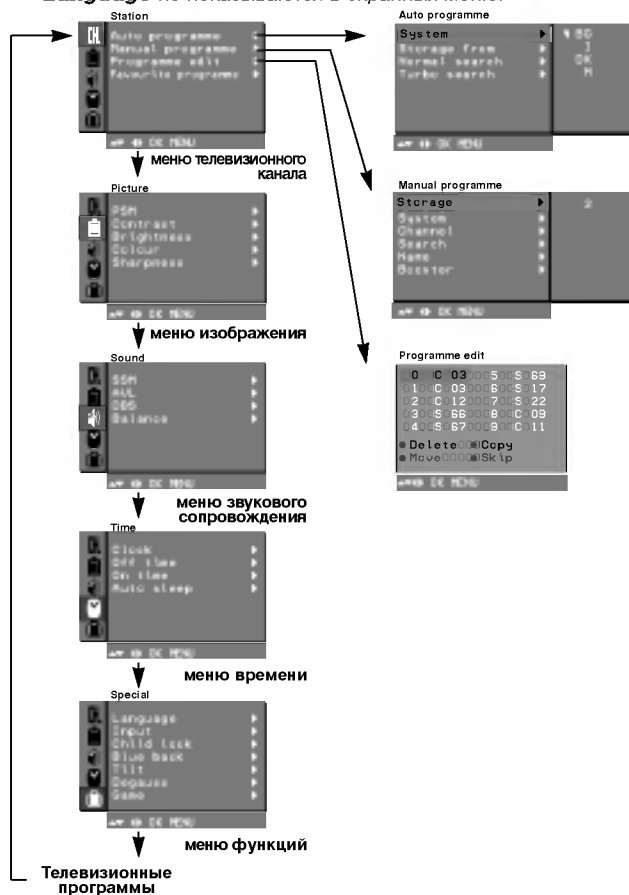 Language не показываются в экранных меню.
Station
CH.
Auto programme
Manual programme
Programme edit
Favourite programme
OK MENU
меню телевизионного
канала
Picture
PSM
Contrast
Brightness
Colour
Sharpness
OK MENU
меню изображения
Sound
SSM
AVL
DBS
Balance
OK MENU
меню звукового
сопровождения
Time
Clock
Off time
On time
Auto sleep
OK MENU
меню времени
Special
Language
Input
Child lock
Blue back
Tilt
Degauss
Game
OK MENU
меню функций
Телевизионные
программы
Auto programme
System BG
Storage from I
Normal search DK
Turbo search M
OK MENU
Manual programme
Storage 2
System
Channel
Search
Name
Booster
OK MENU
Programme edit
0 C 03 5 S 69
1 C 03 6 S 17
2 C 12 7 S 22
3 S 66 8 C 09
4 S 67 9 C 11
Delete Copy
Move Skip
OK MENU